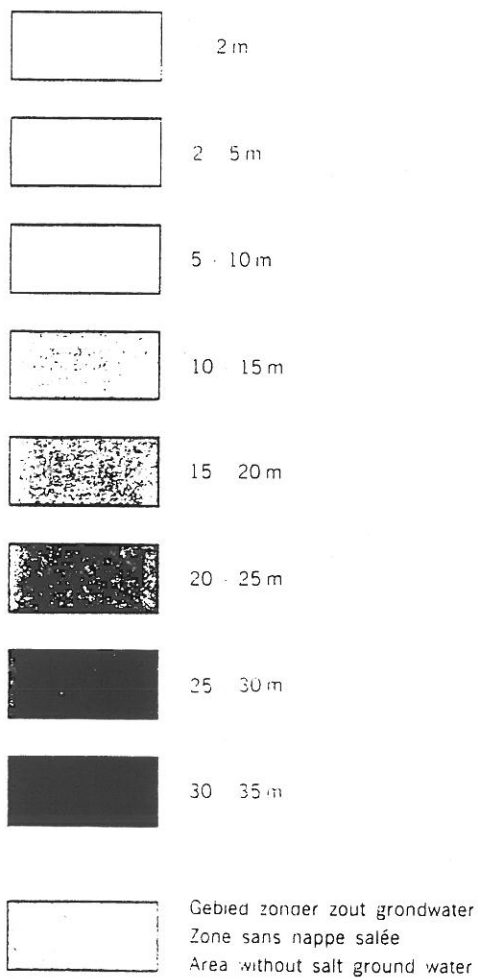 2 m
2 5 m
5 - 10 m
10 15 m
15 20 m
20 - 25 m
25 30 m
30 35 m
Gebied zonder zout grondwater
Zone sans nappe salée
Area without salt ground water